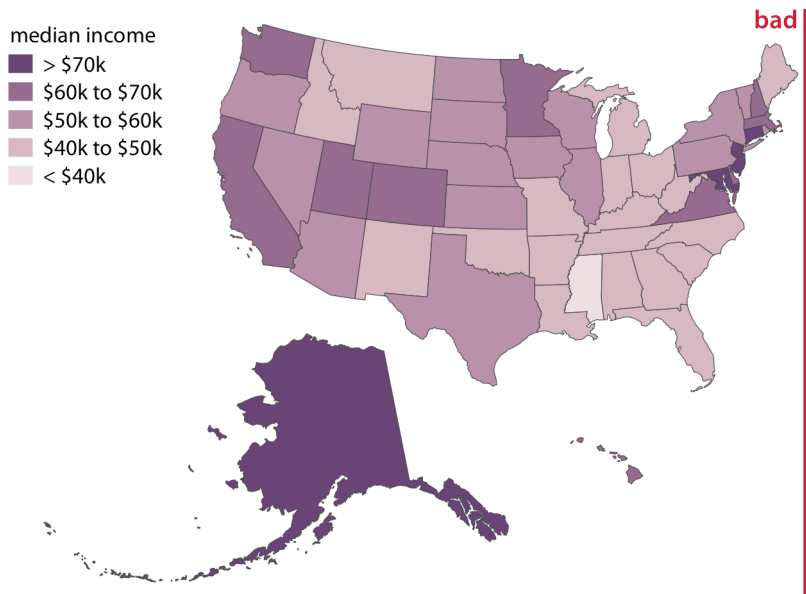 bad
median income
> $70k
$60k to $70k
$50k to $60k
$40k to $50k
< $40k